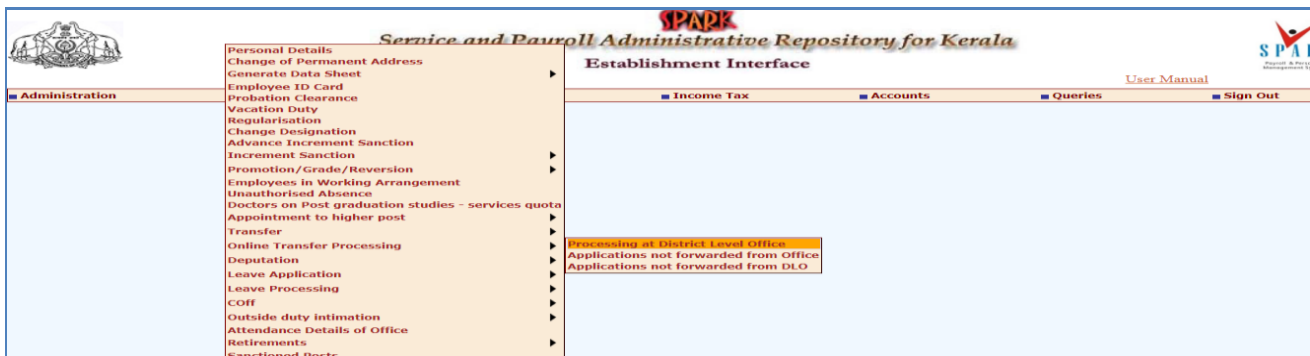 SPARK
Service and Payroll Administrative Repository for Kerala
Establishment Interface
SPA
User Manual
Administration
Income Tax
Accounts
Queries
Sign Out
Personal Details
Change of Permanent Address
Generate Data Sheet
Employee ID Card
Probation Clearance
Vacation Duty
Regularisation
Change Designation
Advance Increment Sanction
Increment Sanction
Promotion/Grade/Reversion
Employees in Working Arrangement
Unauthorised Absence
Doctors on Post graduation studies - services quota
Appointment to higher post
Transfer
Online Transfer Processing
Processing at District Level Office
Applications not forwarded from Office
Applications not forwarded from DLO
Deputation
Leave Application
Leave Processing
COff
Outside duty intimation
Attendance Details of Office
Retirements
Sanctioned Posts